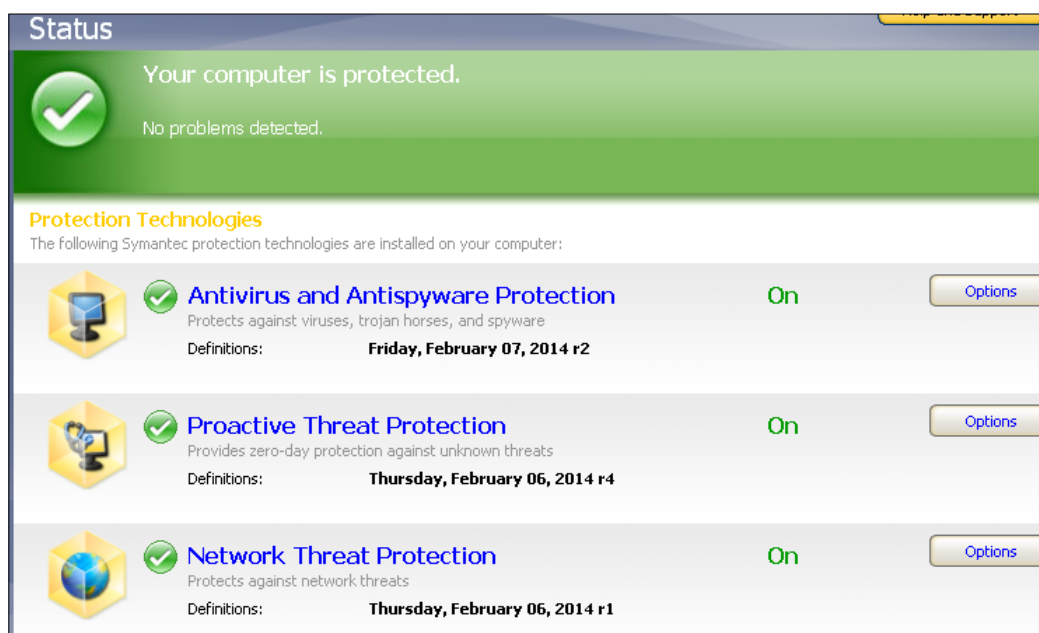 Status
Help and Support
Your computer is protected.
No problems detected.
Protection Technologies
The following Symantec protection technologies are installed on your computer:
Antivirus and Antispyware Protection On Options
Protects against viruses, trojan horses, and spyware
Definitions: Friday, February 07, 2014 r2
Proactive Threat Protection On Options
Provides zero-day protection against unknown threats
Definitions: Thursday, February 06, 2014 r4
Network Threat Protection On Options
Protects against network threats
Definitions: Thursday, February 06, 2014 r1